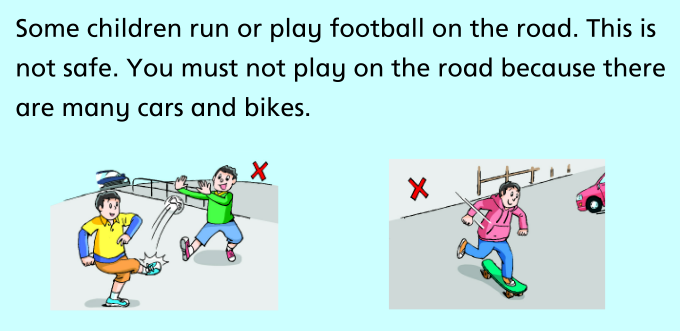 Some children run or play football on the road. This is
not safe. You must not play on the road because there
are many cars and bikes.